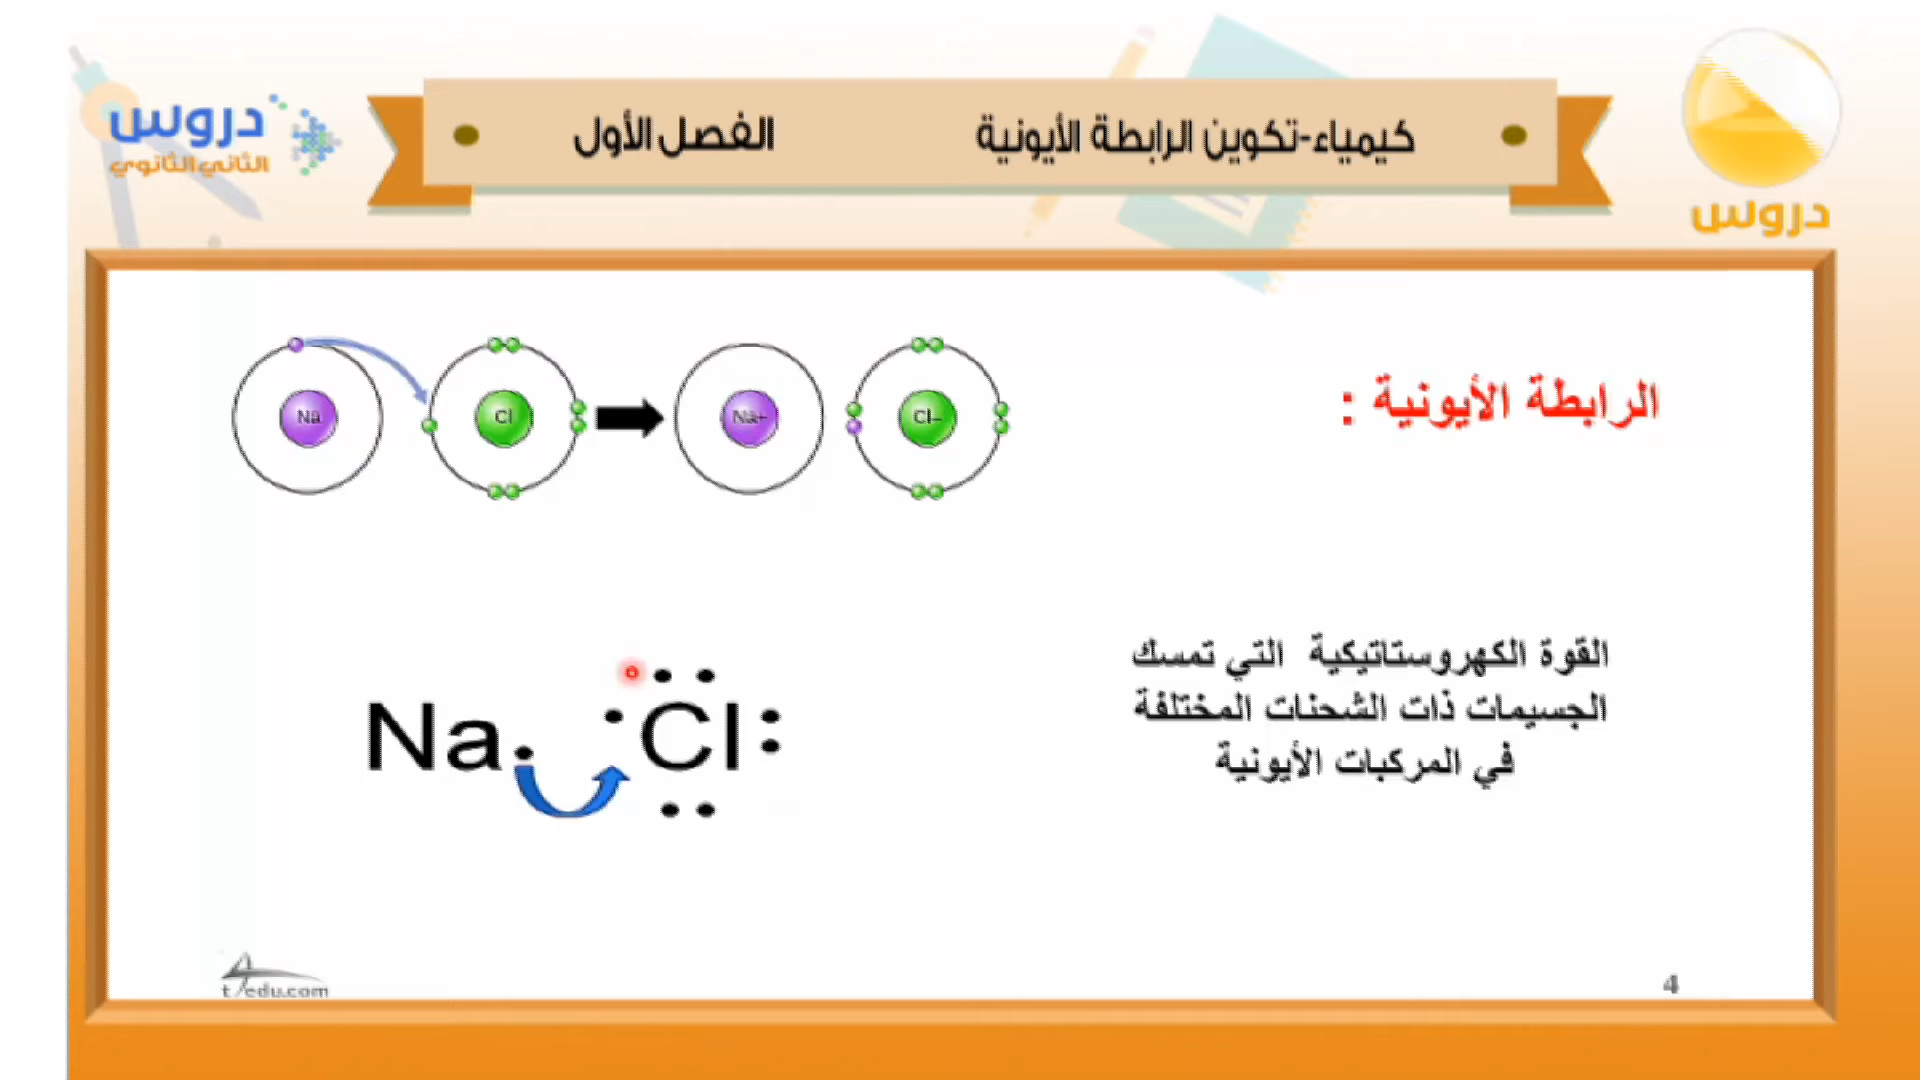 دروس
الثاني الثانوي
كيمياء-تكوين الرابطة الأيونية
الفصل الأول
دروس
الرابطة الأيونية :
Na
Cl
Na+
Cl-
القوة الكهروستاتيكية التي تمسك
الجسيمات ذات الشحنات المختلفة
في المركبات الأيونية
Na
Cl
t4edu.com
4